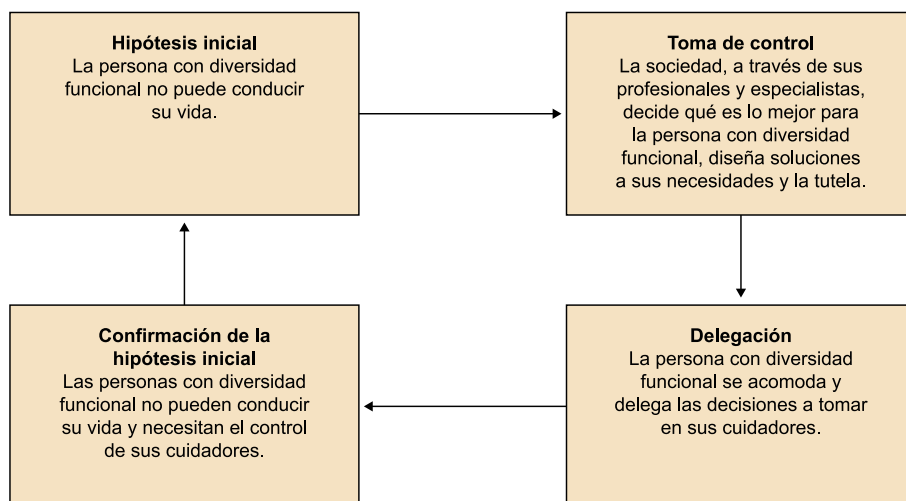 Hipótesis inicial
La persona con diversidad
funcional no puede conducir
su vida.
Toma de control
La sociedad, a través de sus
profesionales y especialistas,
decide qué es lo mejor para
la persona con diversidad
funcional, diseña soluciones
a sus necesidades y la tutela.
Delegación
La persona con diversidad
funcional se acomoda y
delega las decisiones a tomar
en sus cuidadores.
Confirmación de la
hipótesis inicial
Las personas con diversidad
funcional no pueden conducir
su vida y necesitan el control
de sus cuidadores.